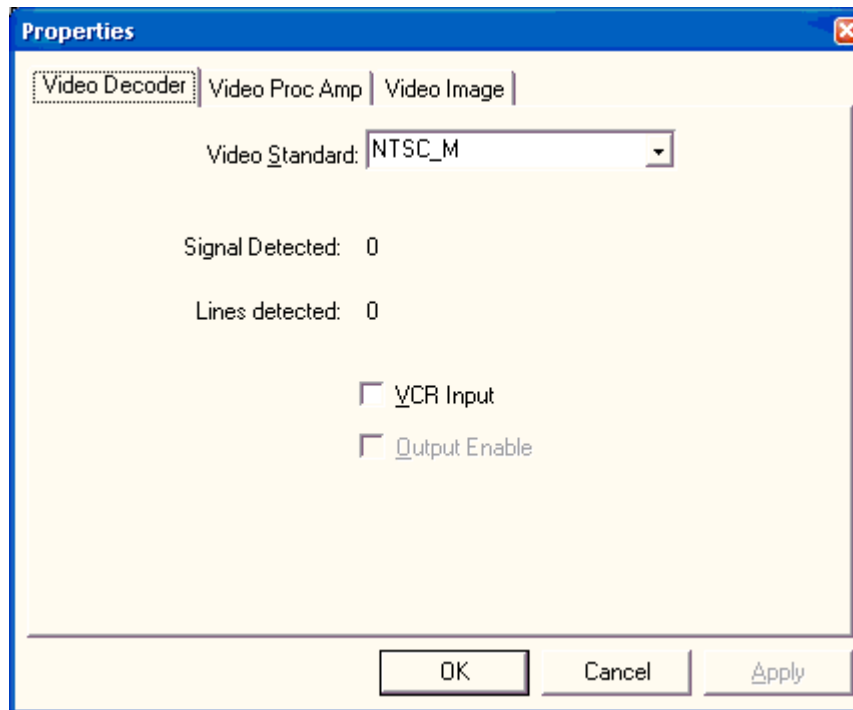 Properties
Video Decoder Video Proc Amp Video Image
Video Standard: NTSC_M
Signal Detected: 0
Lines detected: 0
VCR Input
Output Enable
OK Cancel Apply